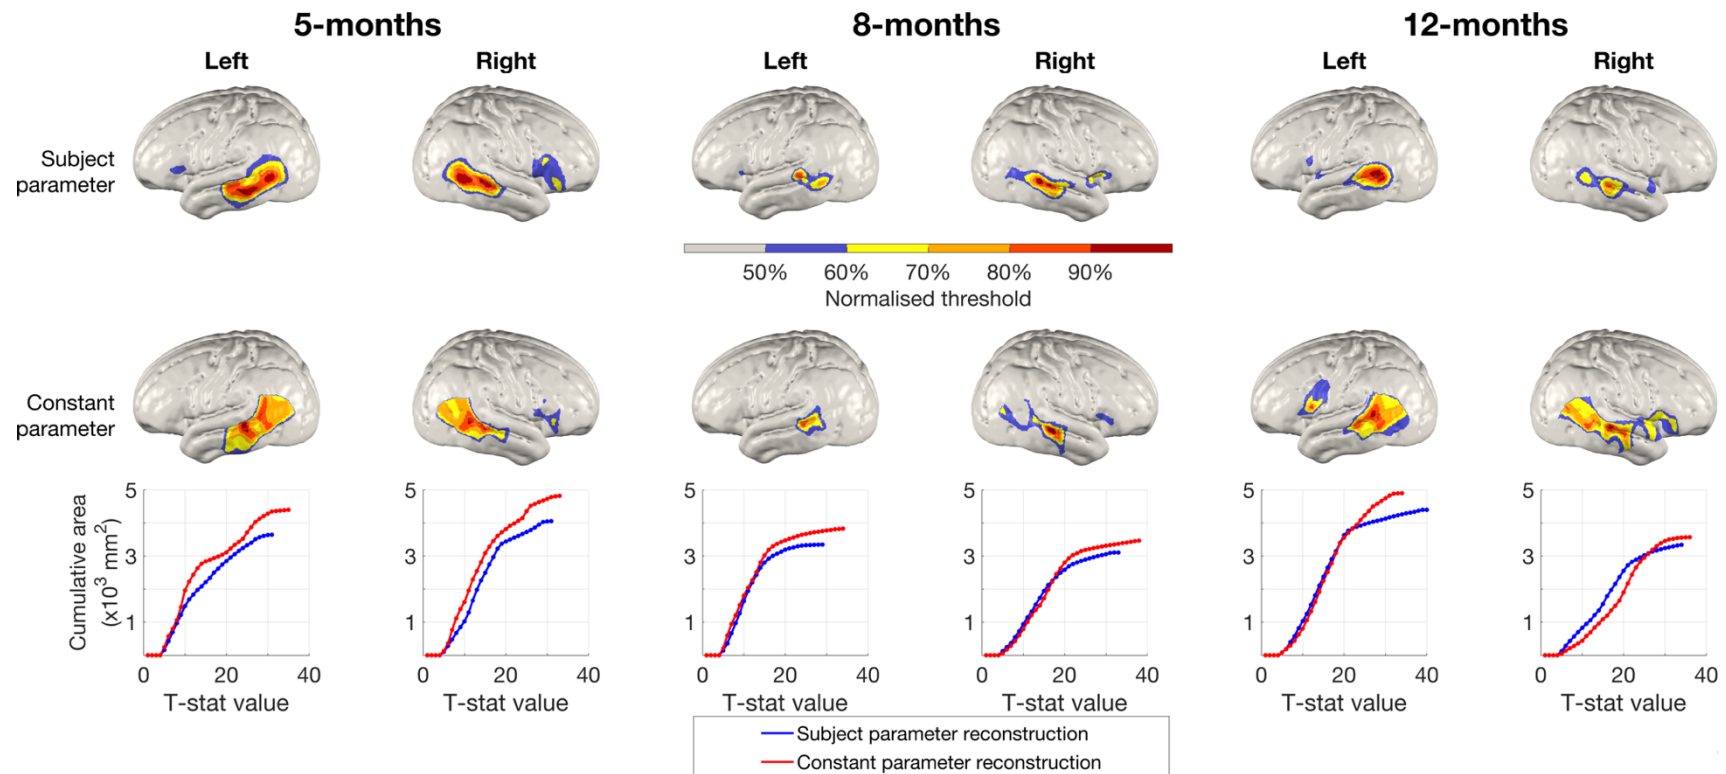 5-months 8-months 12-months
Left Right Left Right Left Right
Subject
parameter
50% 60% 70% 80% 90%
Normalised threshold
Constant
parameter
Cumulative area
(x10³ mm²)
5 5 5 5 5 5
3 3 3 3 3 3
1 1 1 1 1 1
0 20 40 0 20 40 0 20 40 0 20 40 0 20 40 0 20 40
T-stat value T-stat value T-stat value T-stat value T-stat value T-stat value
Subject parameter reconstruction
Constant parameter reconstruction